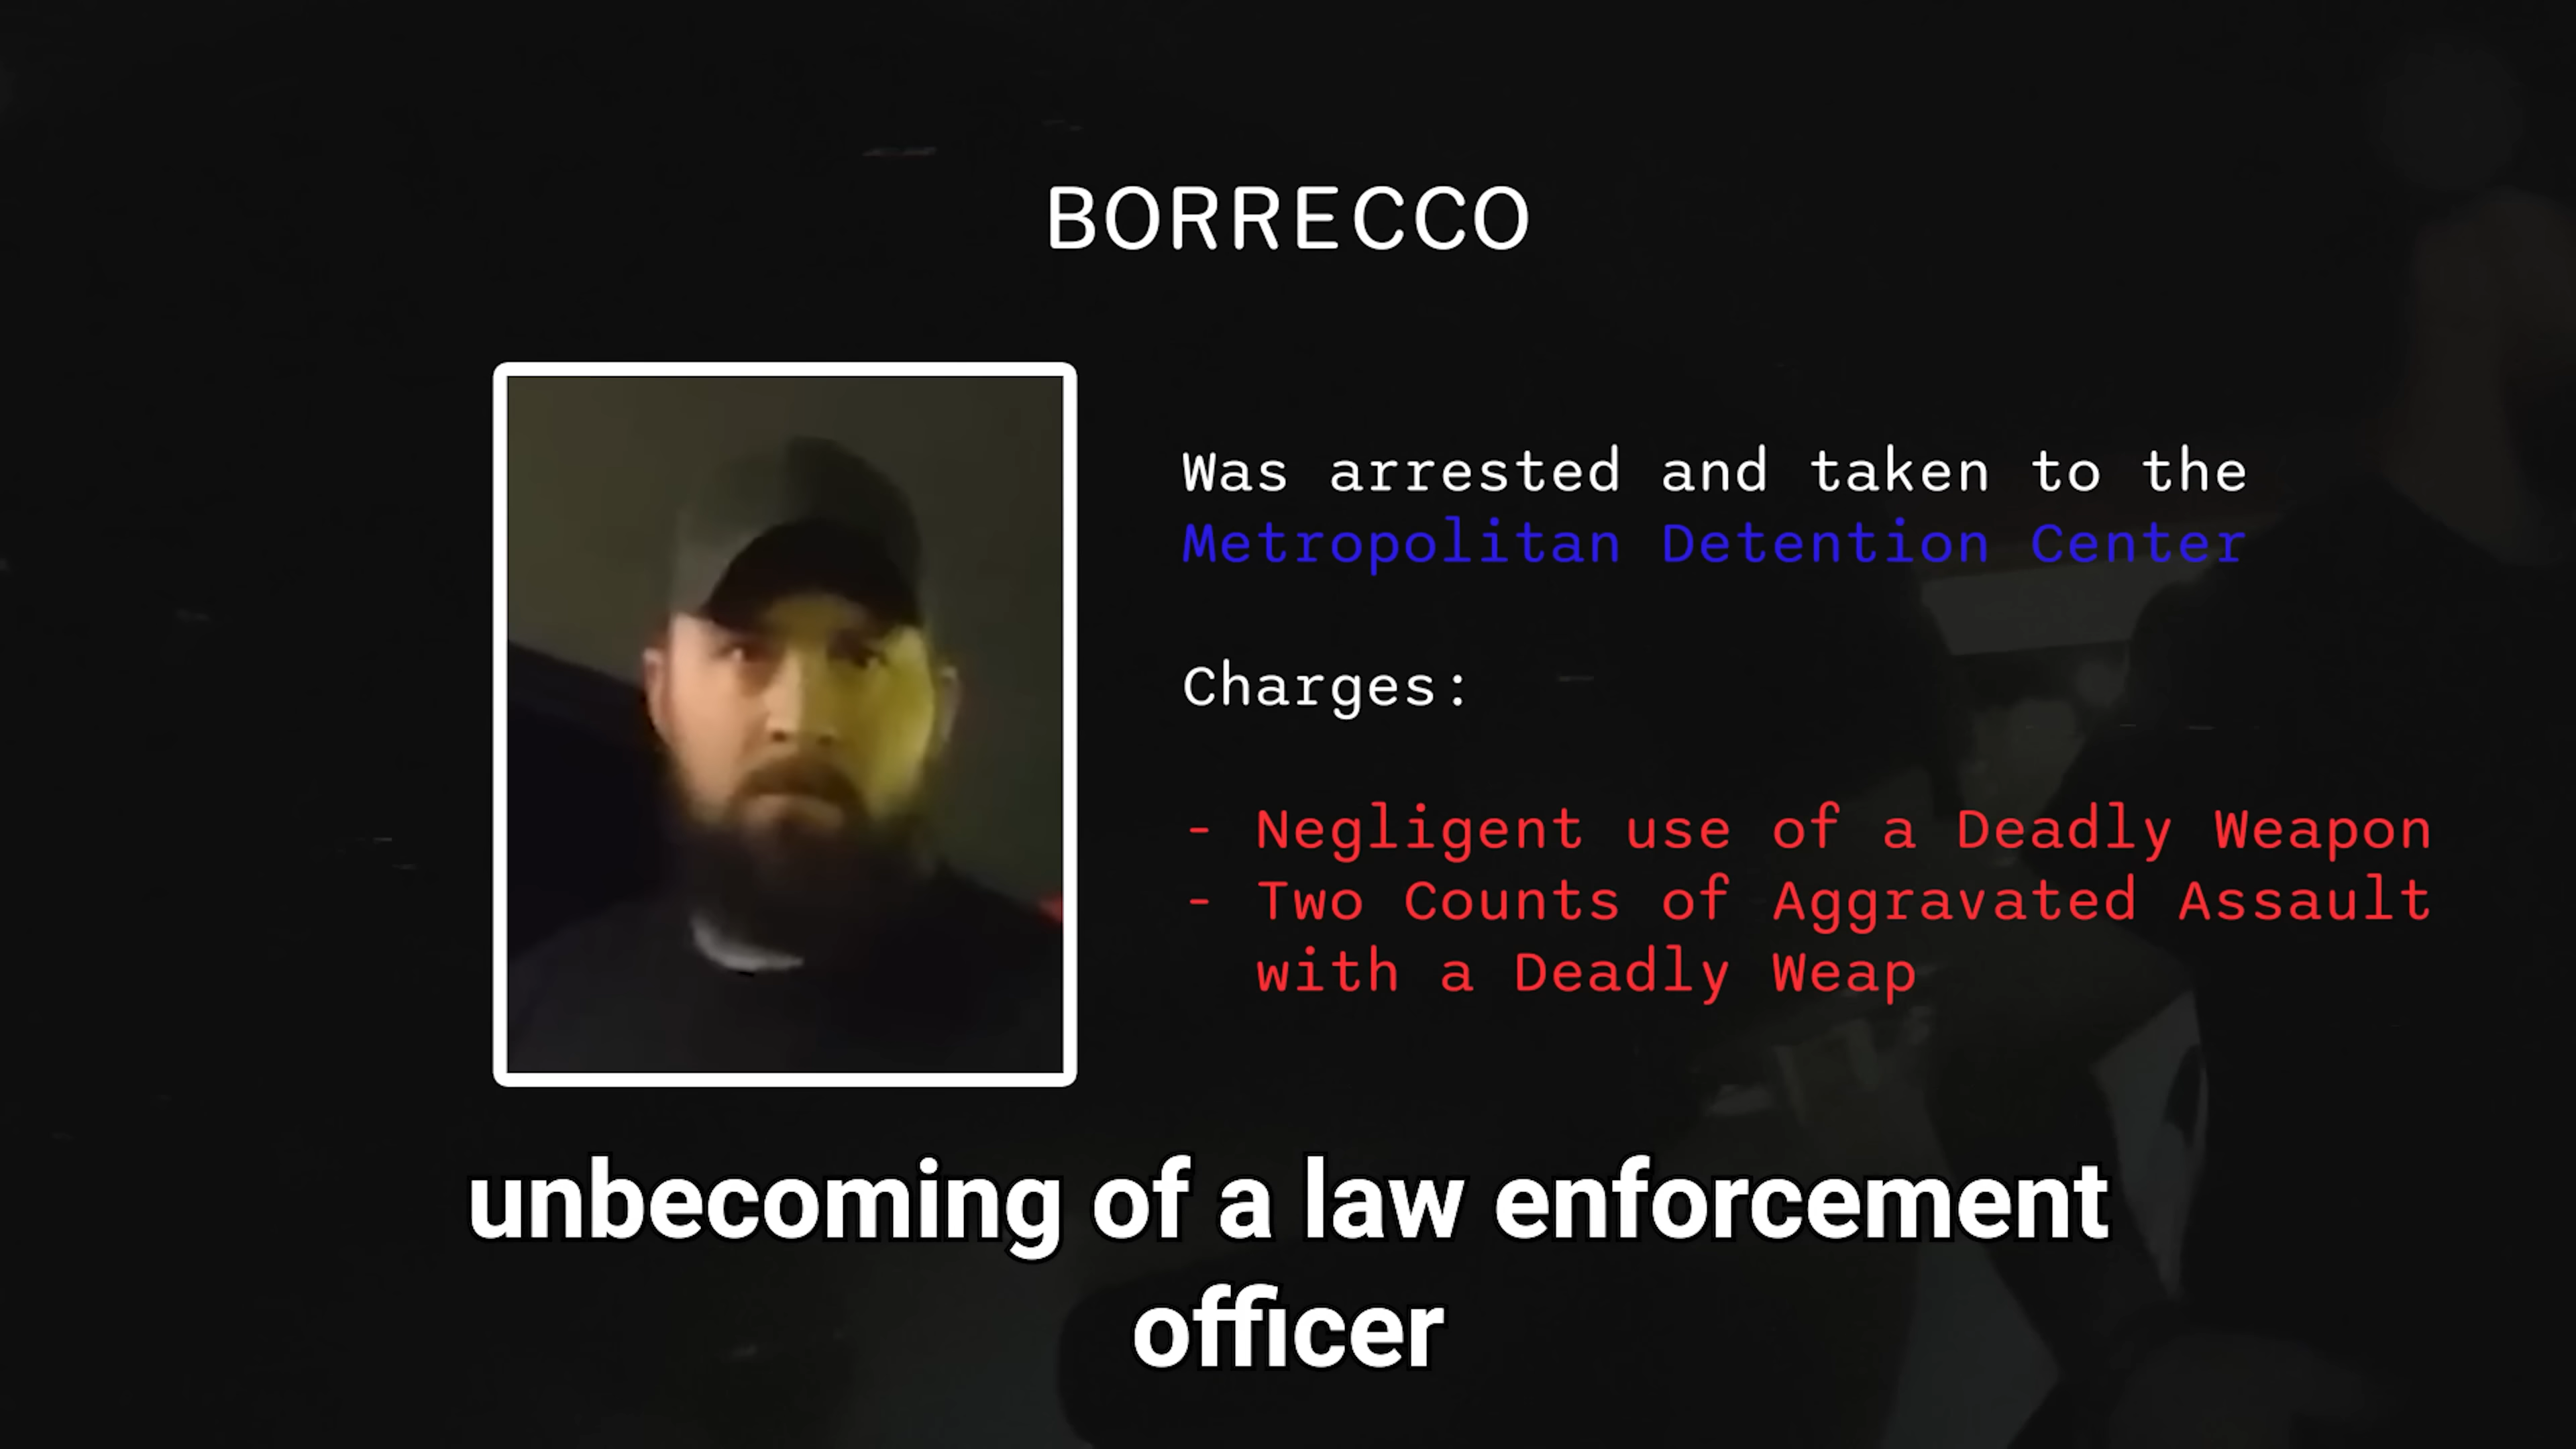 BORRECCO
Was arrested and taken to the
Metropolitan Detention Center
Charges:
- Negligent use of a Deadly Weapon
- Two Counts of Aggravated Assault
with a Deadly Weap
unbecoming of a law enforcement
officer